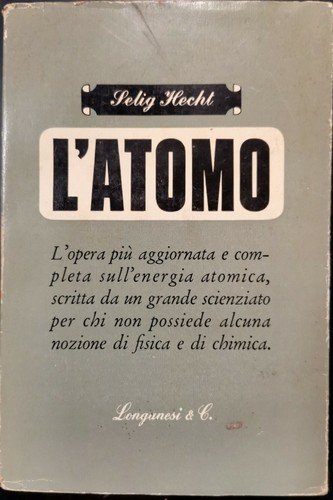 Selig Hecht
L'ATOMO
L'opera più aggiornata e com-
pleta sull'energia atomica,
scritta da un grande scienziato
per chi non possiede alcuna
nozione di fisica e di chimica.
Longanesi & C.